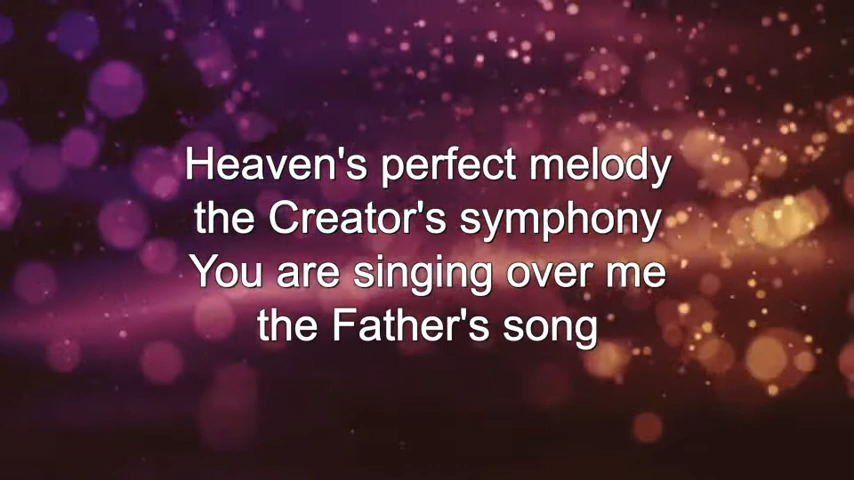 Heaven's perfect melody
the Creator's symphony
You are singing over me
the Father's song